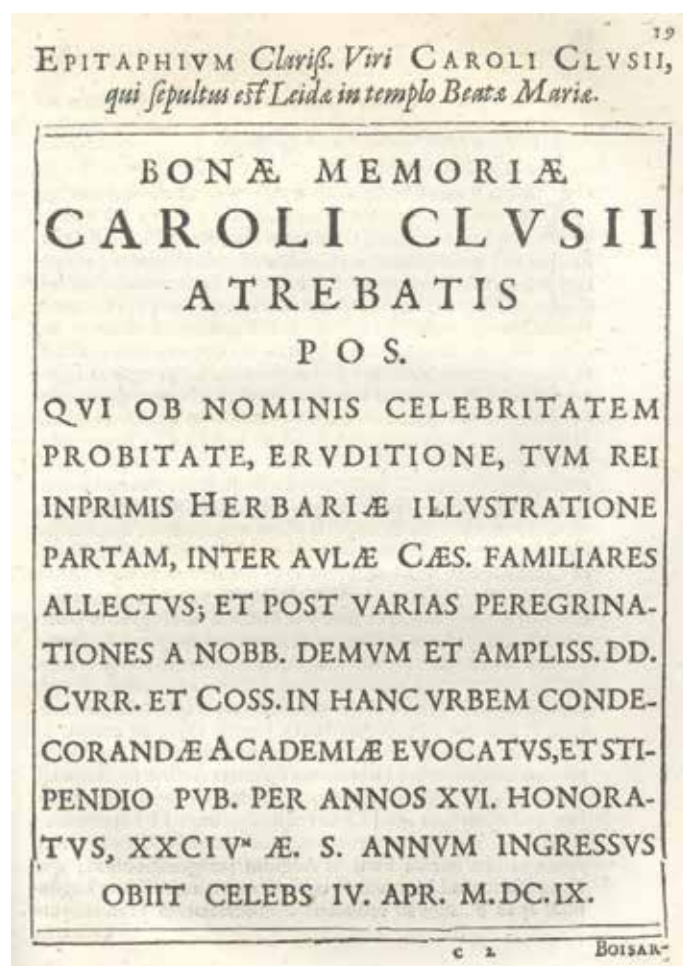 19
EPITAPHIVM Clariß. Viri CAROLI CLVSII,
qui sepultus est Leidæ in templo Beatæ Mariæ.
BONÆ MEMORIÆ
CAROLI CLVSII
ATREBATIS
POS.
QVI OB NOMINIS CELEBRITATEM
PROBITATE, ERVDITIONE, TVM REI
INPRIMIS HERBARIÆ ILLVSTRATIONE
PARTAM, INTER AVLÆ CÆS. FAMILIARES
ALLECTVS; ET POST VARIAS PEREGRINA-
TIONES A NOBB. DEMVM ET AMPLISS. DD.
CVRR. ET COSS. IN HANC VRBEM CONDE-
CORANDÆ ACADEMIÆ EVOCATVS, ET STI-
PENDIO PVB. PER ANNOS XVI. HONORA-
TVS, XXCIVᴹ Æ. S. ANNVM INGRESSVS
OBIIT CELEBS IV. APR. M.DC.IX.
C 2 BOISAR-